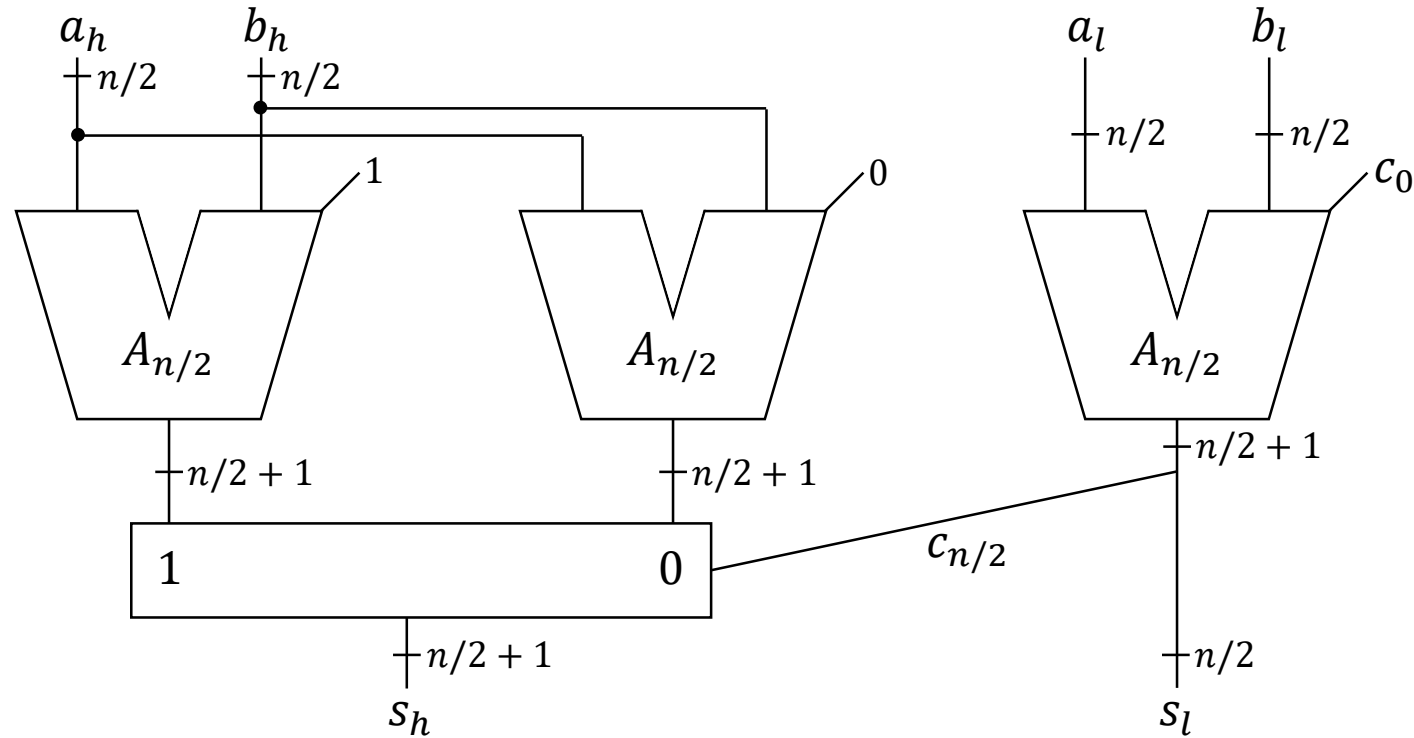 a_h b_h a_l b_l
n/2 n/2
n/2 n/2
1 0 c_0
A_{n/2} A_{n/2} A_{n/2}
n/2 + 1
n/2 + 1 n/2 + 1
c_{n/2}
1 0
n/2 + 1 n/2
s_h s_l